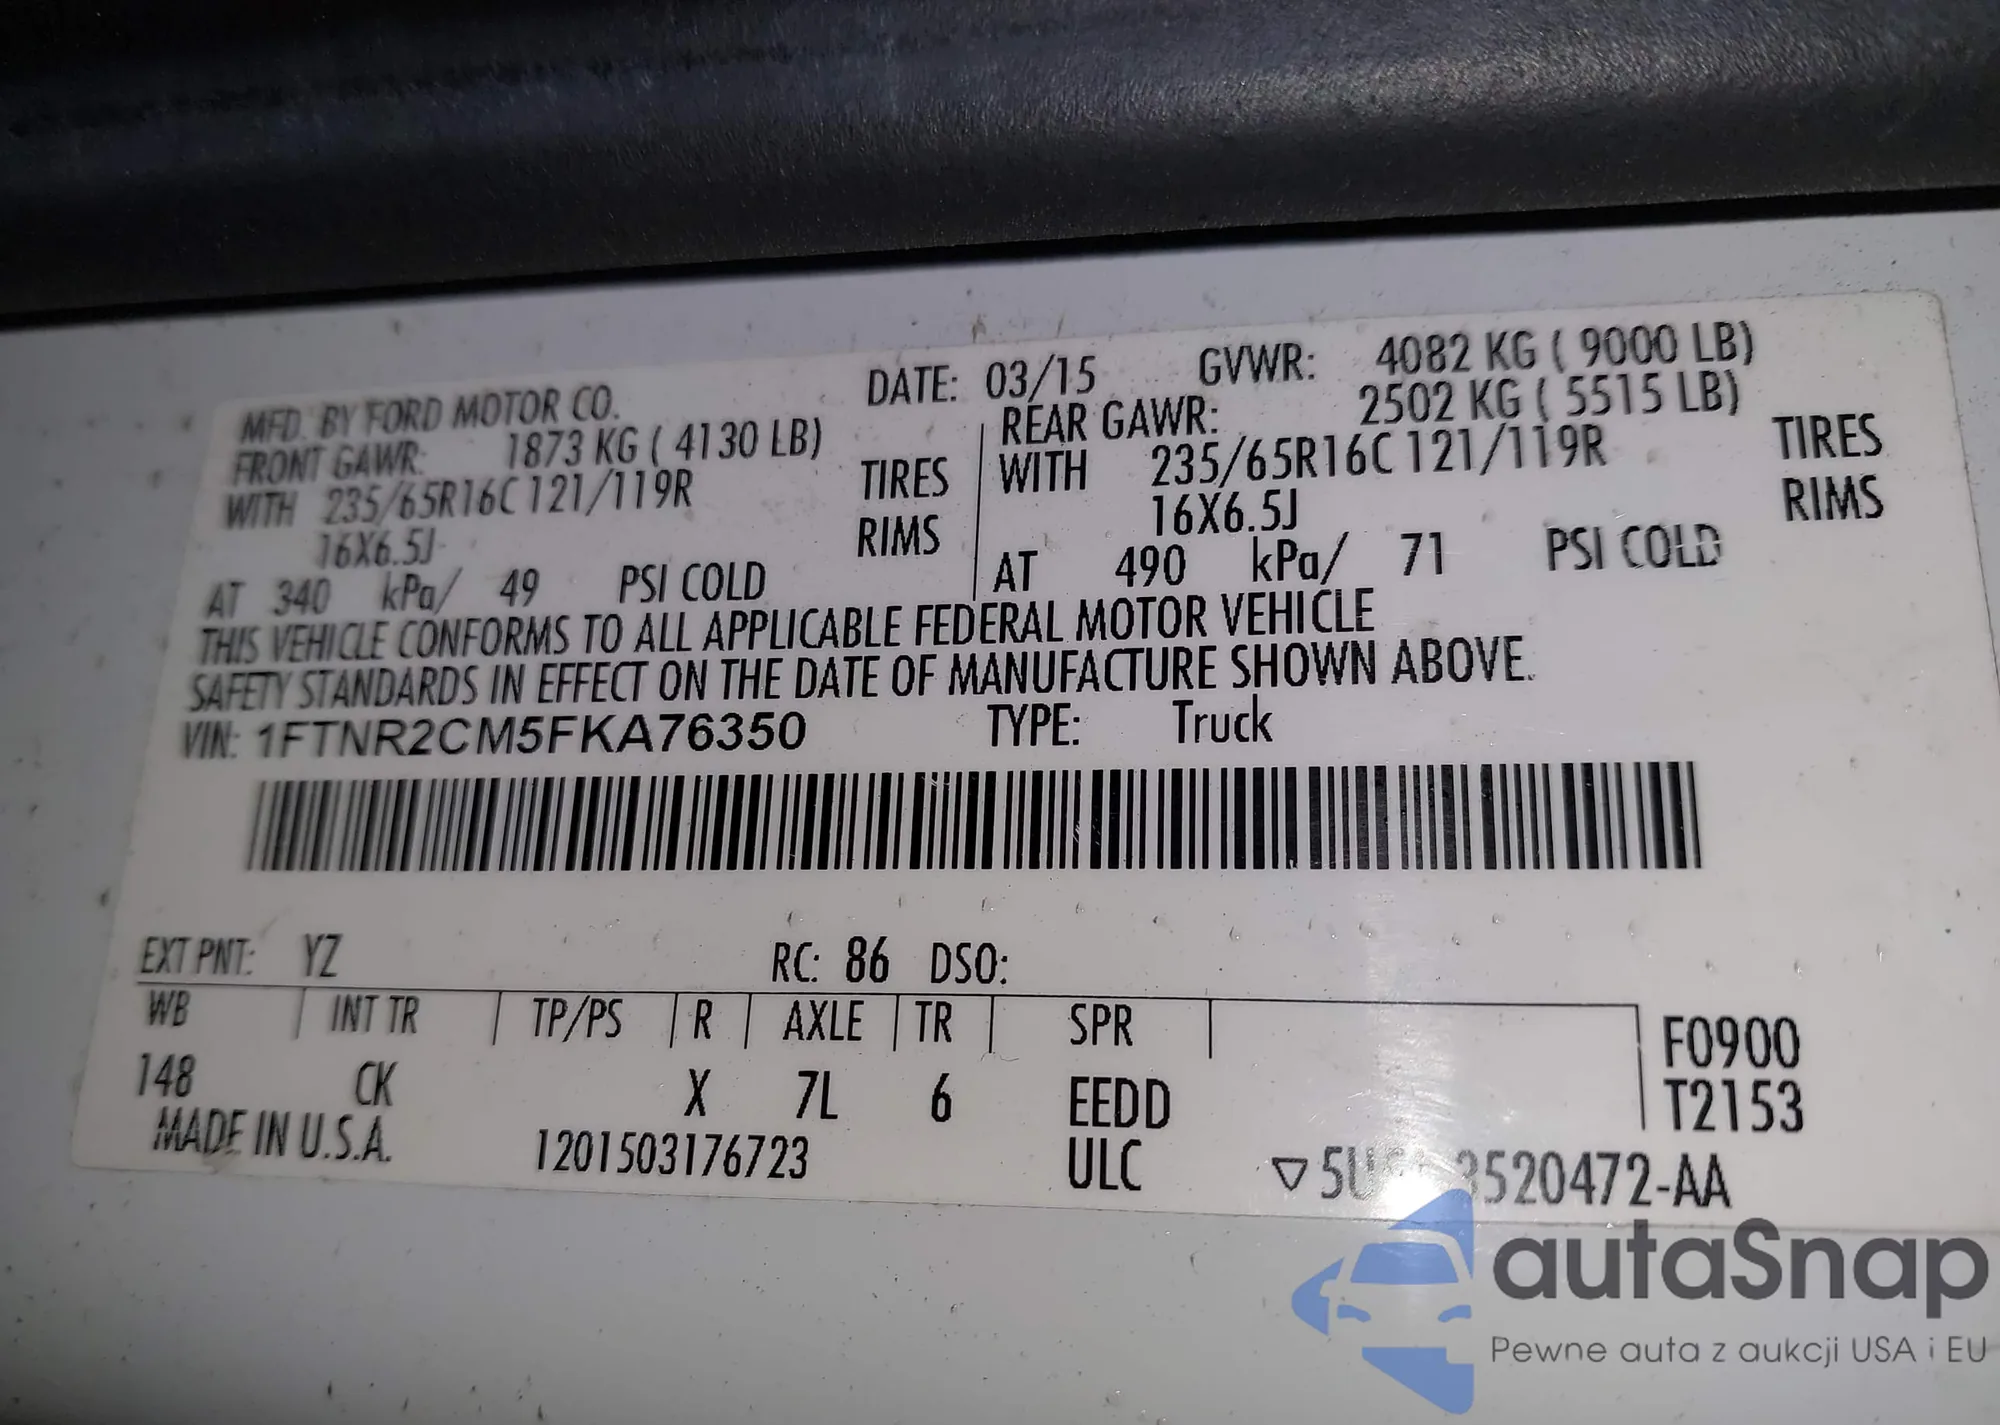 MFD. BY FORD MOTOR CO. DATE: 03/15 GVWR: 4082 KG ( 9000 LB)
FRONT GAWR: 1873 KG ( 4130 LB) REAR GAWR: 2502 KG ( 5515 LB)
WITH 235/65R16C 121/119R TIRES WITH 235/65R16C 121/119R TIRES
16X6.5J RIMS 16X6.5J RIMS
AT 340 kPa/ 49 PSI COLD AT 490 kPa/ 71 PSI COLD
THIS VEHICLE CONFORMS TO ALL APPLICABLE FEDERAL MOTOR VEHICLE
SAFETY STANDARDS IN EFFECT ON THE DATE OF MANUFACTURE SHOWN ABOVE.
VIN: 1FTNR2CM5FKA76350 TYPE: Truck
EXT PNT: YZ RC: 86 DSO:
WB INT TR TP/PS R AXLE TR SPR F0900
148 CK X 7L 6 EEDD T2153
MADE IN U.S.A. 1201503176723 ULC
autaSnap
Pewne auta z aukcji USA i EU